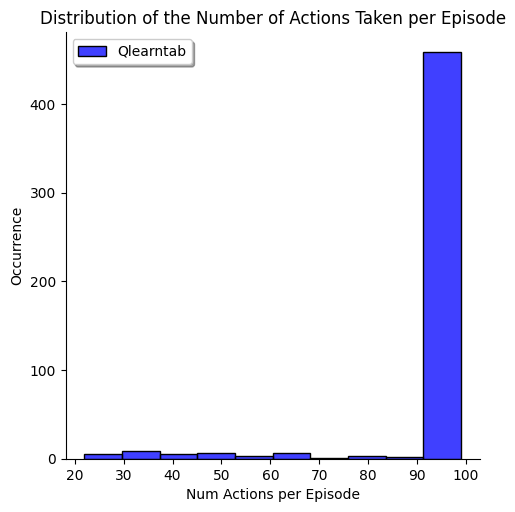 Distribution of the Number of Actions Taken per Episode
Qlearntab
Occurrence
400
300
200
100
0
20 30 40 50 60 70 80 90 100
Num Actions per Episode